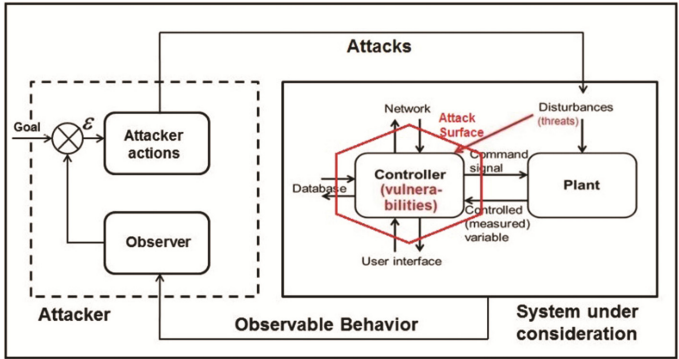 Attacks
Goal
ε
Attacker
actions
Observer
Attacker
Network
Attack
Surface
Disturbances
(threats)
Database
Controller
(vulnera-
bilities)
Command
signal
Plant
Controlled
(measured)
variable
User interface
Observable Behavior
System under
consideration